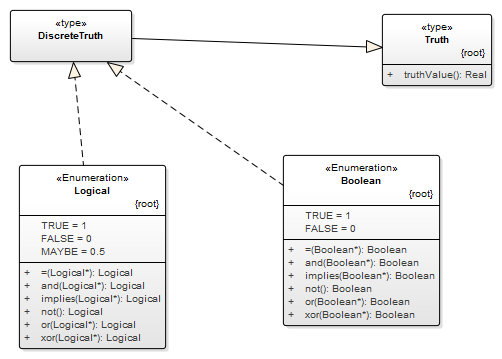 «type»
DiscreteTruth
«type»
Truth
{root}
+ truthValue(): Real
«Enumeration»
Logical
{root}
TRUE = 1
FALSE = 0
MAYBE = 0.5
+ =(Logical*): Logical
+ and(Logical*): Logical
+ implies(Logical*): Logical
+ not(): Logical
+ or(Logical*): Logical
+ xor(Logical*): Logical
«Enumeration»
Boolean
{root}
TRUE = 1
FALSE = 0
+ =(Boolean*): Boolean
+ and(Boolean*): Boolean
+ implies(Boolean*): Boolean
+ not(): Boolean
+ or(Boolean*): Boolean
+ xor(Boolean*): Boolean